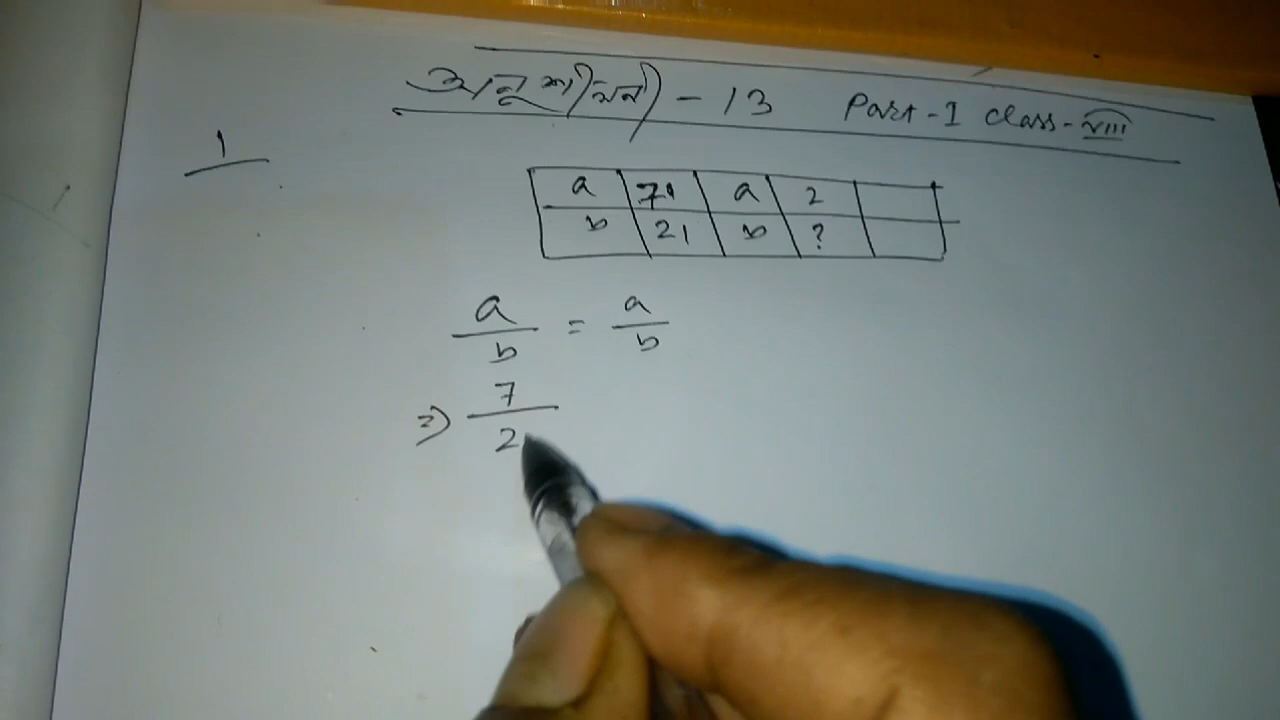 অনুশীলনী - 13 Part - I Class - VIII
1
a 7 a 2
b 21 b ?
a/b = a/b
⇒ 7/2